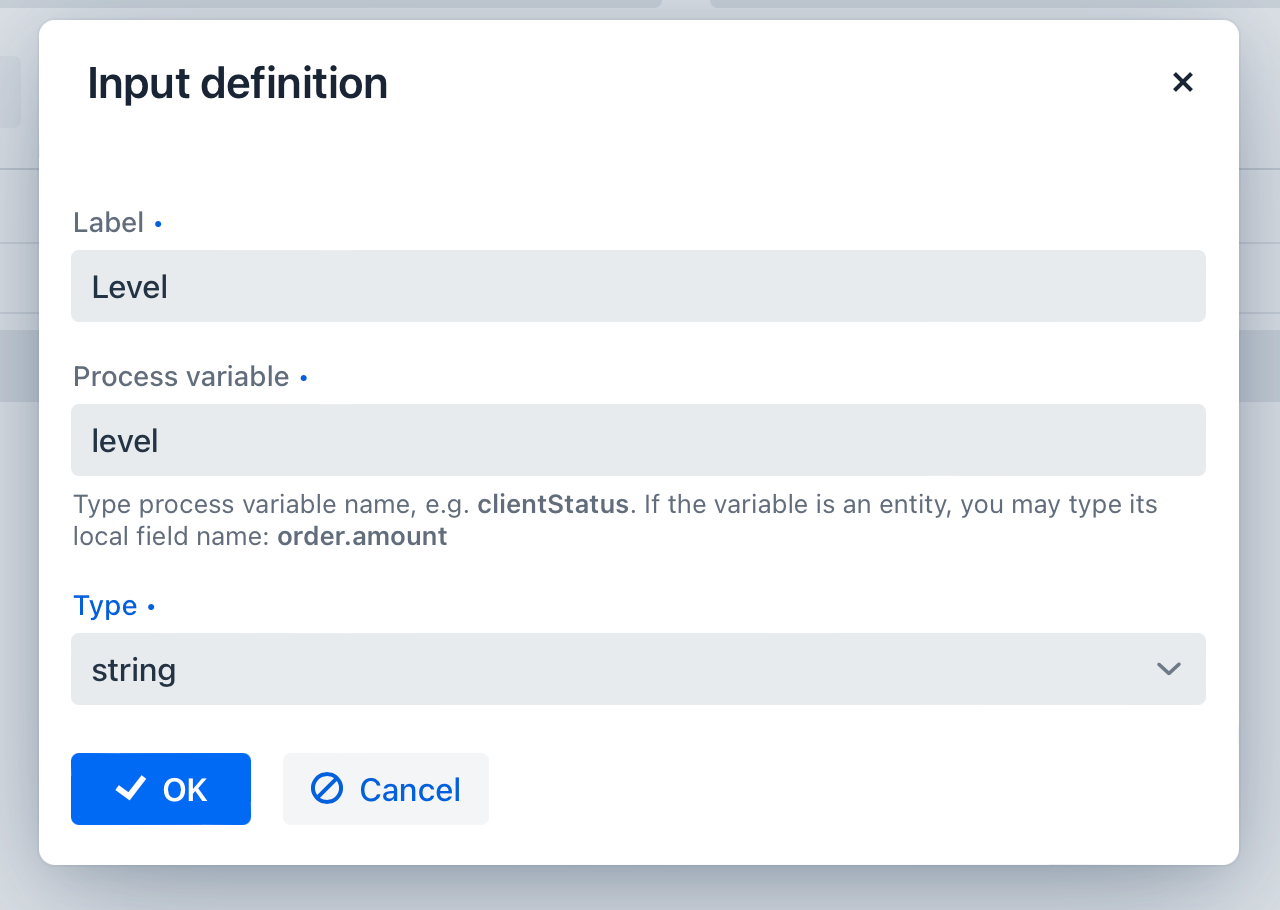 Input definition
Label
Level
Process variable
level
Type process variable name, e.g. clientStatus. If the variable is an entity, you may type its
local field name: order.amount
Type
string
OK
Cancel